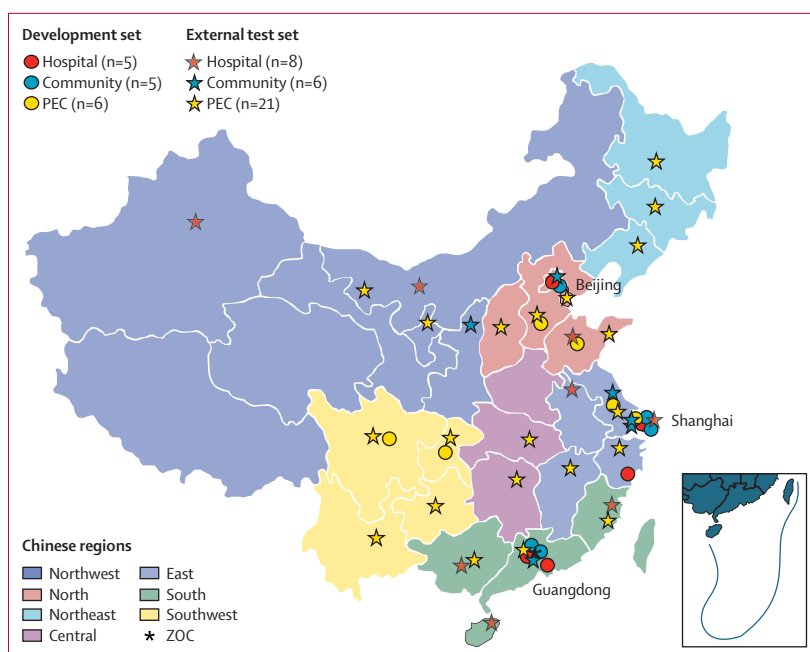 Development set
Hospital (n=5)
Community (n=5)
PEC (n=6)
External test set
Hospital (n=8)
Community (n=6)
PEC (n=21)
Beijing
Shanghai
Guangdong
Chinese regions
Northwest
North
Northeast
Central
East
South
Southwest
* ZOC